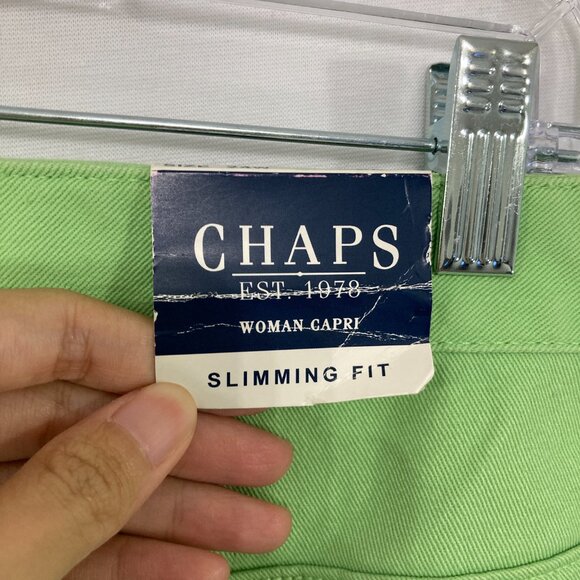 CHAPS
EST. 1978
WOMAN CAPRI
SLIMMING FIT